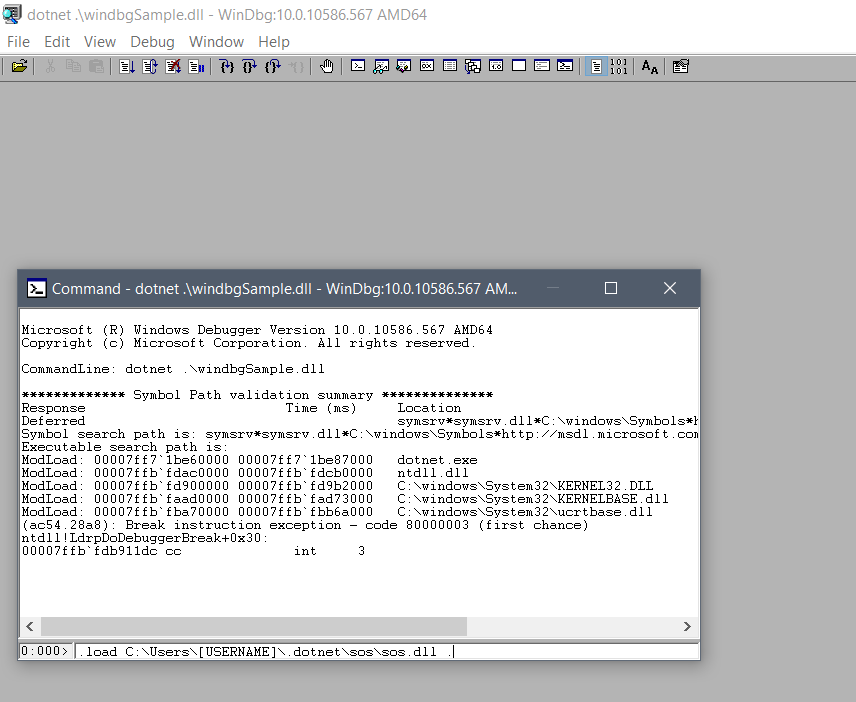 dotnet .\windbgSample.dll - WinDbg:10.0.10586.567 AMD64
File Edit View Debug Window Help
Command - dotnet .\windbgSample.dll - WinDbg:10.0.10586.567 AM...
Microsoft (R) Windows Debugger Version 10.0.10586.567 AMD64
Copyright (c) Microsoft Corporation. All rights reserved.
CommandLine: dotnet .\windbgSample.dll
************* Symbol Path validation summary **************
Response Time (ms) Location
Deferred symsrv*symsrv.dll*C:\windows\Symbols*h
Symbol search path is: symsrv*symsrv.dll*C:\windows\Symbols*http://msdl.microsoft.com
Executable search path is:
ModLoad: 00007ff7`1be60000 00007ff7`1be87000 dotnet.exe
ModLoad: 00007ffb`fdac0000 00007ffb`fdcb0000 ntdll.dll
ModLoad: 00007ffb`fd900000 00007ffb`fd9b2000 C:\windows\System32\KERNEL32.DLL
ModLoad: 00007ffb`faad0000 00007ffb`fad73000 C:\windows\System32\KERNELBASE.dll
ModLoad: 00007ffb`fba70000 00007ffb`fbb6a000 C:\windows\System32\ucrtbase.dll
(ac54.28a8): Break instruction exception - code 80000003 (first chance)
ntdll!LdrpDoDebuggerBreak+0x30:
00007ffb`fdb911dc cc int 3
0:000> .load C:\Users\[USERNAME]\.dotnet\sos\sos.dll .